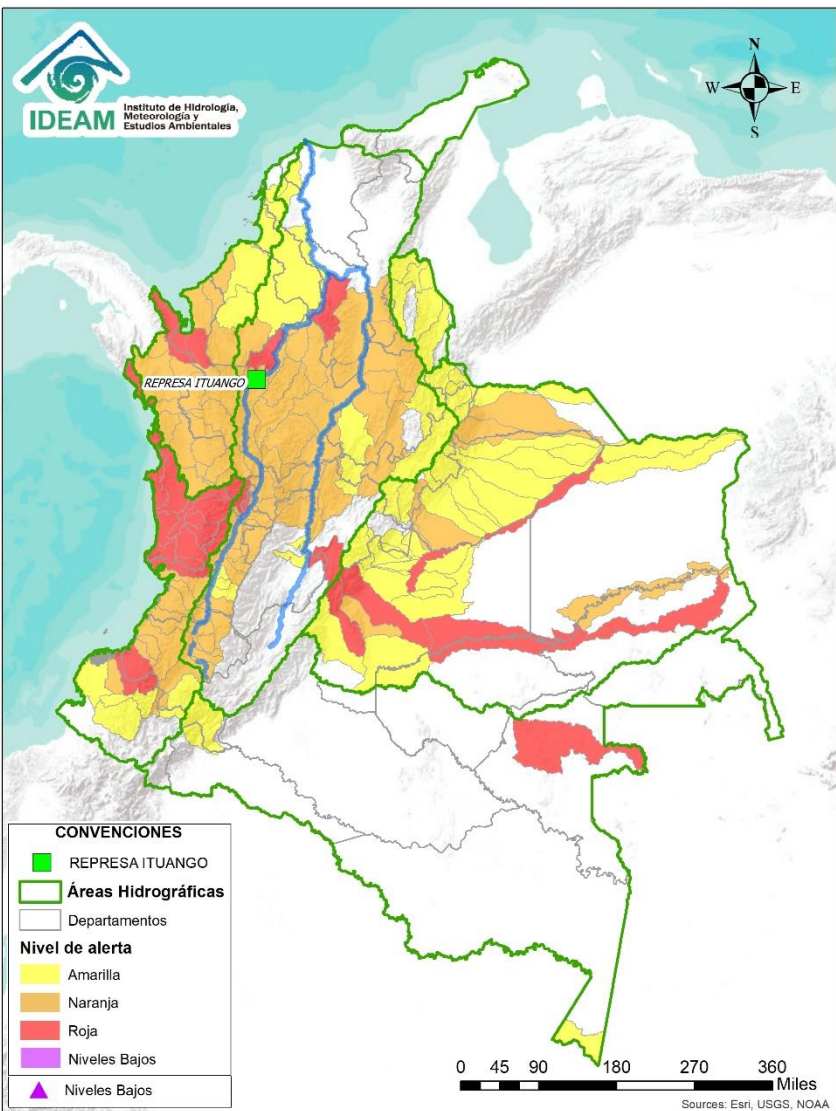 IDEAM
Instituto de Hidrología,
Meteorología y
Estudios Ambientales
N
W
E
S
REPRESA ITUANGO
CONVENCIONES
REPRESA ITUANGO
Áreas Hidrográficas
Departamentos
Nivel de alerta
Amarilla
Naranja
Roja
Niveles Bajos
Niveles Bajos
0 45 90 180 270 360
Miles
Sources: Esri, USGS, NOAA